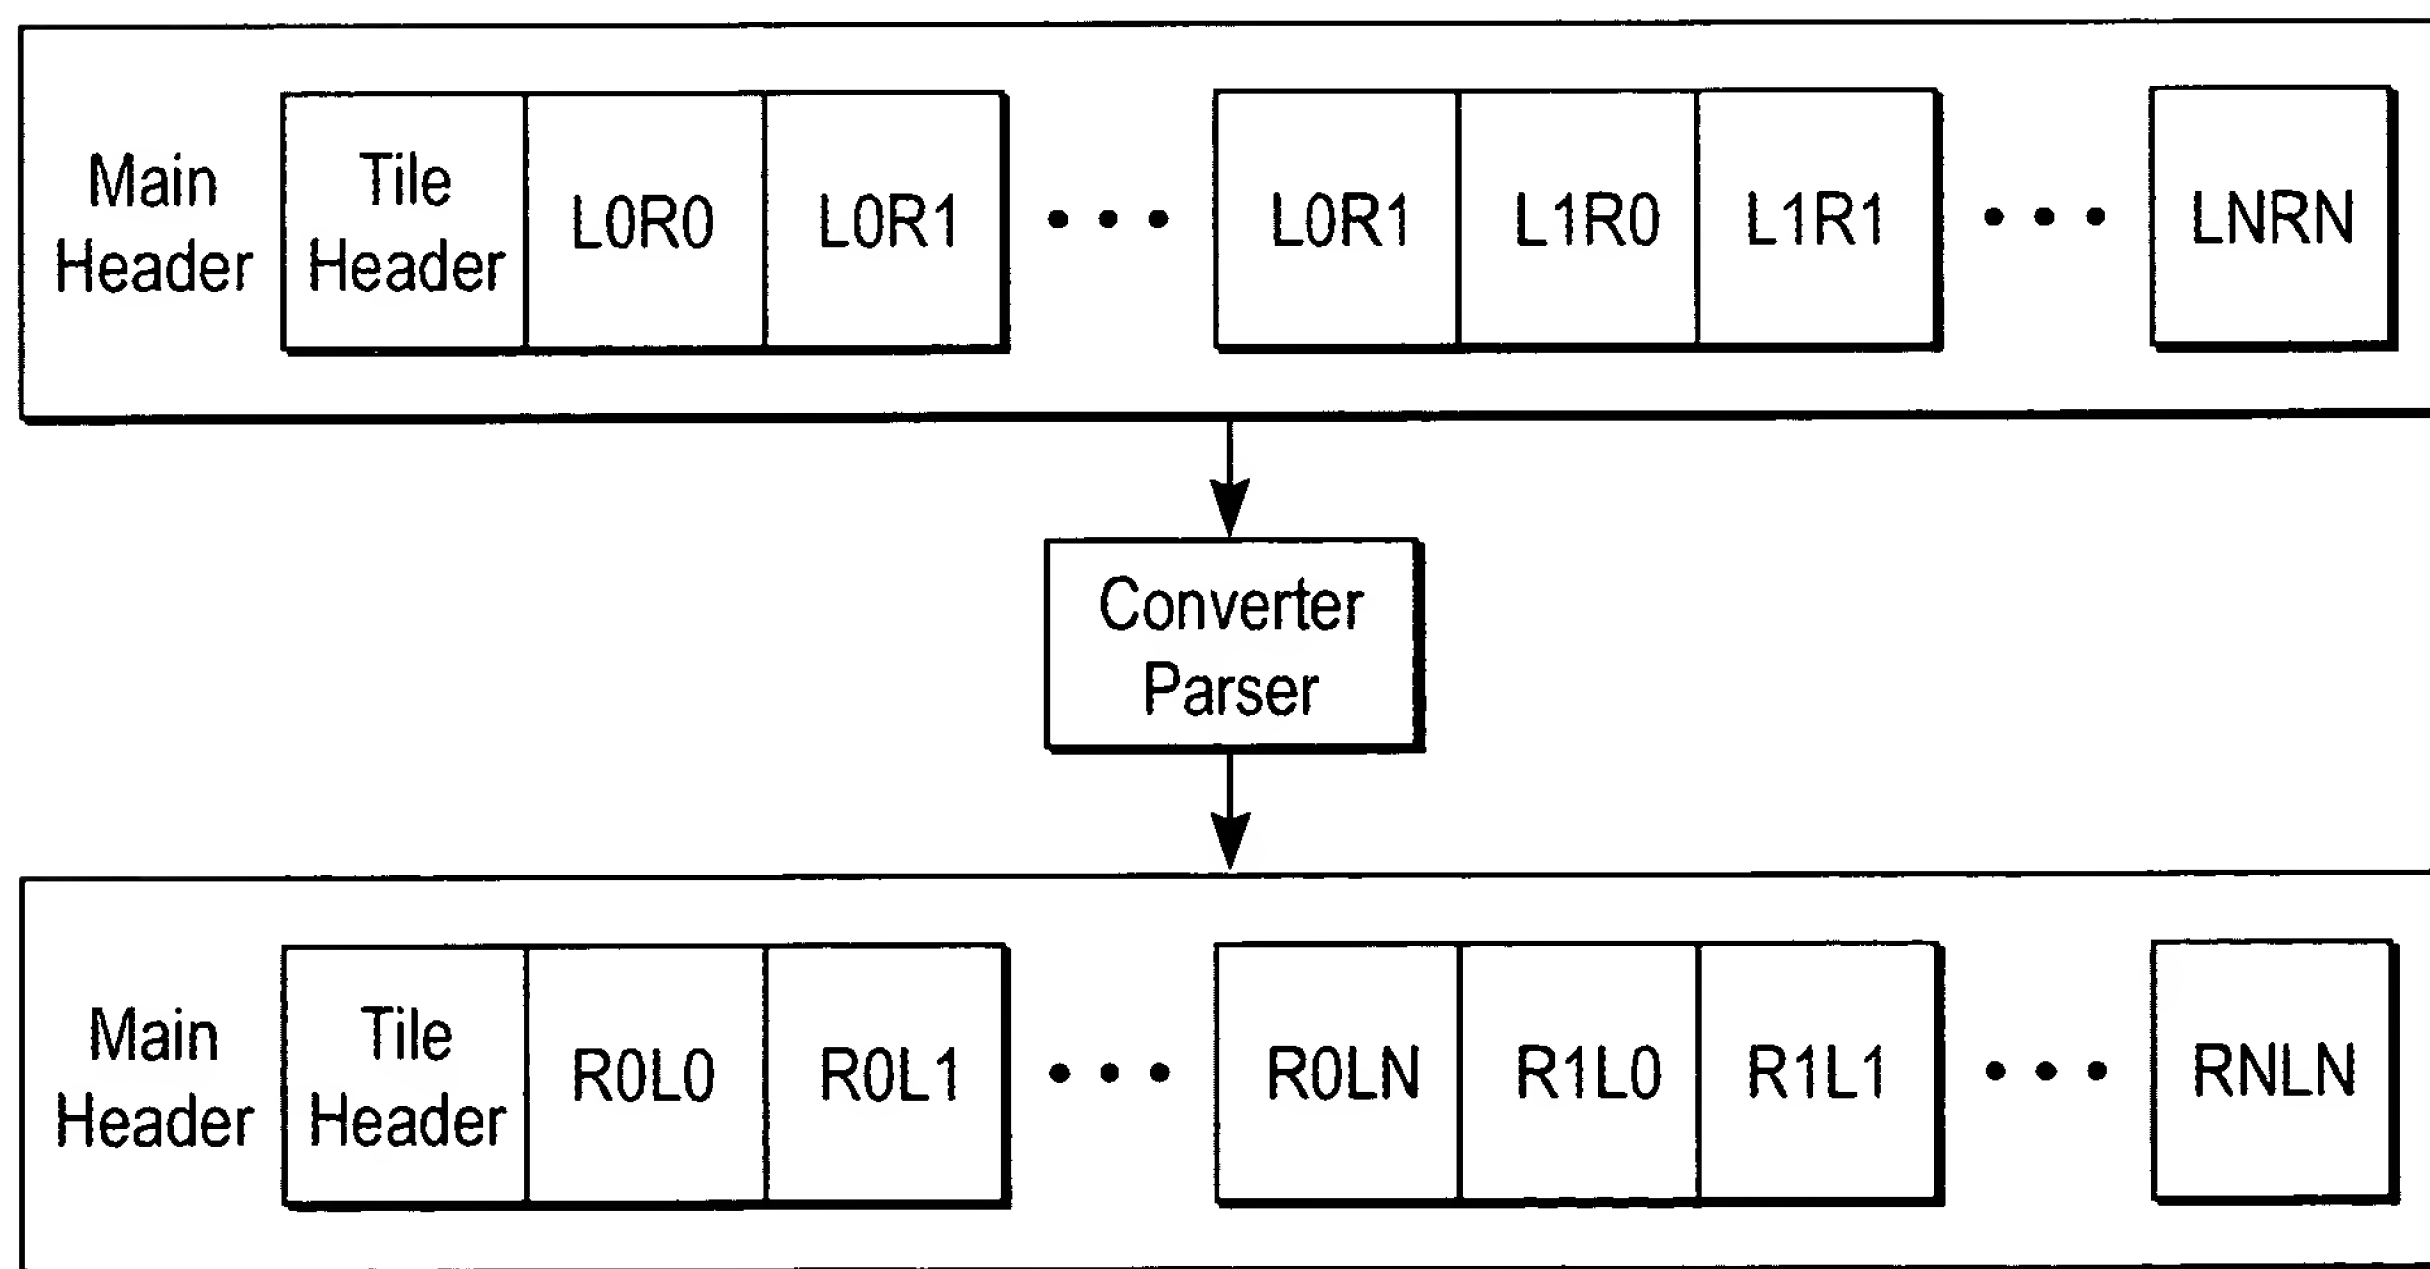 Main
Header
Tile
Header
L0R0
L0R1
• • •
L0R1
L1R0
L1R1
• • •
LNRN
Converter
Parser
Main
Header
Tile
Header
R0L0
R0L1
• • •
R0LN
R1L0
R1L1
• • •
RNLN